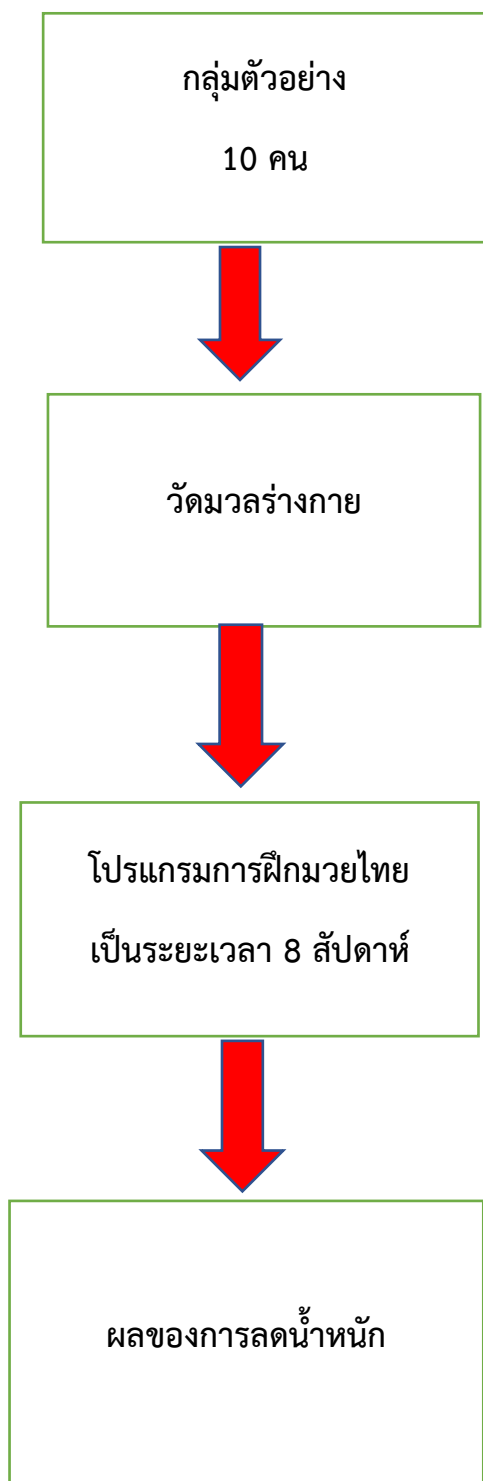 กลุ่มตัวอย่าง
10 คน
วัดมวลร่างกาย
โปรแกรมการฝึกมวยไทย
เป็นระยะเวลา 8 สัปดาห์
ผลของการลดน้ำหนัก